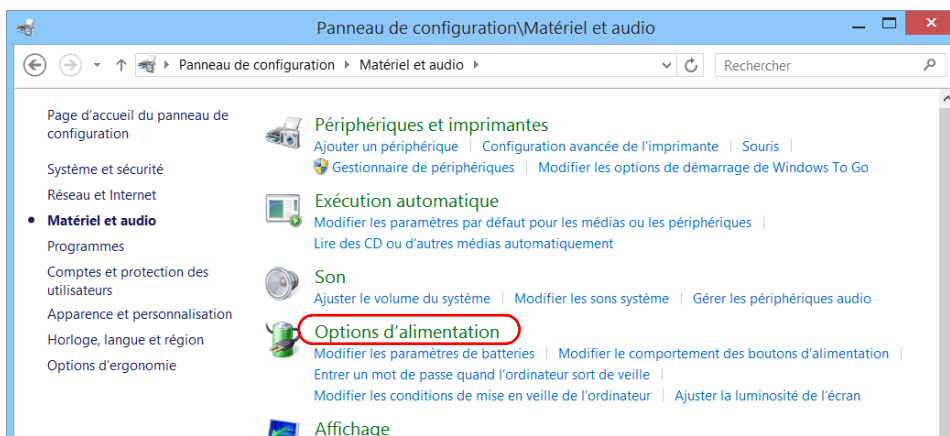 Panneau de configuration\Matériel et audio
Panneau de configuration Matériel et audio Rechercher
Page d'accueil du panneau de
configuration
Système et sécurité
Réseau et Internet
Matériel et audio
Programmes
Comptes et protection des
utilisateurs
Apparence et personnalisation
Horloge, langue et région
Options d'ergonomie
Périphériques et imprimantes
Ajouter un périphérique | Configuration avancée de l'imprimante | Souris |
Gestionnaire de périphériques | Modifier les options de démarrage de Windows To Go
Exécution automatique
Modifier les paramètres par défaut pour les médias ou les périphériques |
Lire des CD ou d'autres médias automatiquement
Son
Ajuster le volume du système | Modifier les sons système | Gérer les périphériques audio
Options d'alimentation
Modifier les paramètres de batteries | Modifier le comportement des boutons d'alimentation |
Entrer un mot de passe quand l'ordinateur sort de veille |
Modifier les conditions de mise en veille de l'ordinateur | Ajuster la luminosité de l'écran
Affichage